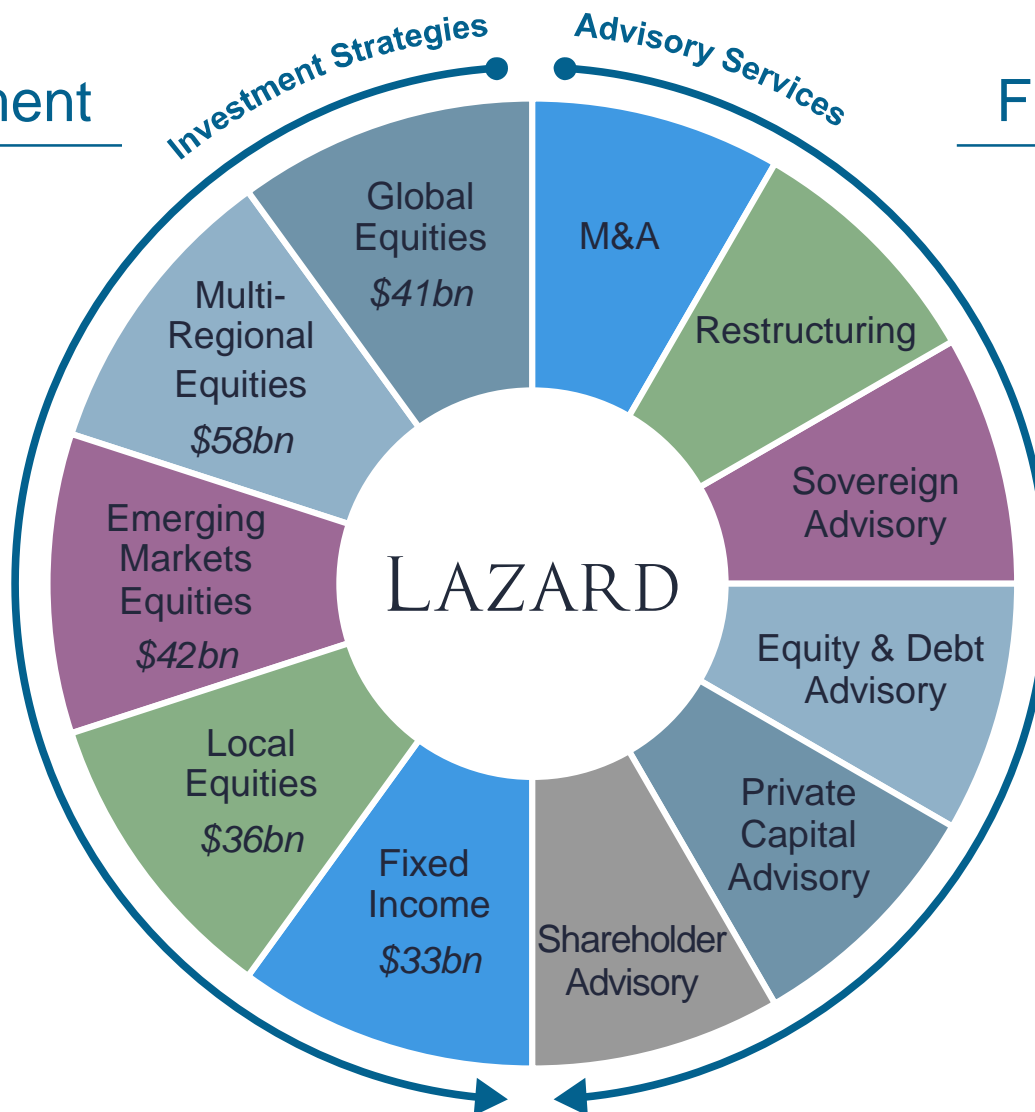 Investment Strategies
Advisory Services
Global
Equities
$41bn
Multi-
Regional
Equities
$58bn
Emerging
Markets
Equities
$42bn
Local
Equities
$36bn
Fixed
Income
$33bn
M&A
Restructuring
Sovereign
Advisory
Equity & Debt
Advisory
Private
Capital
Advisory
Shareholder
Advisory
LAZARD